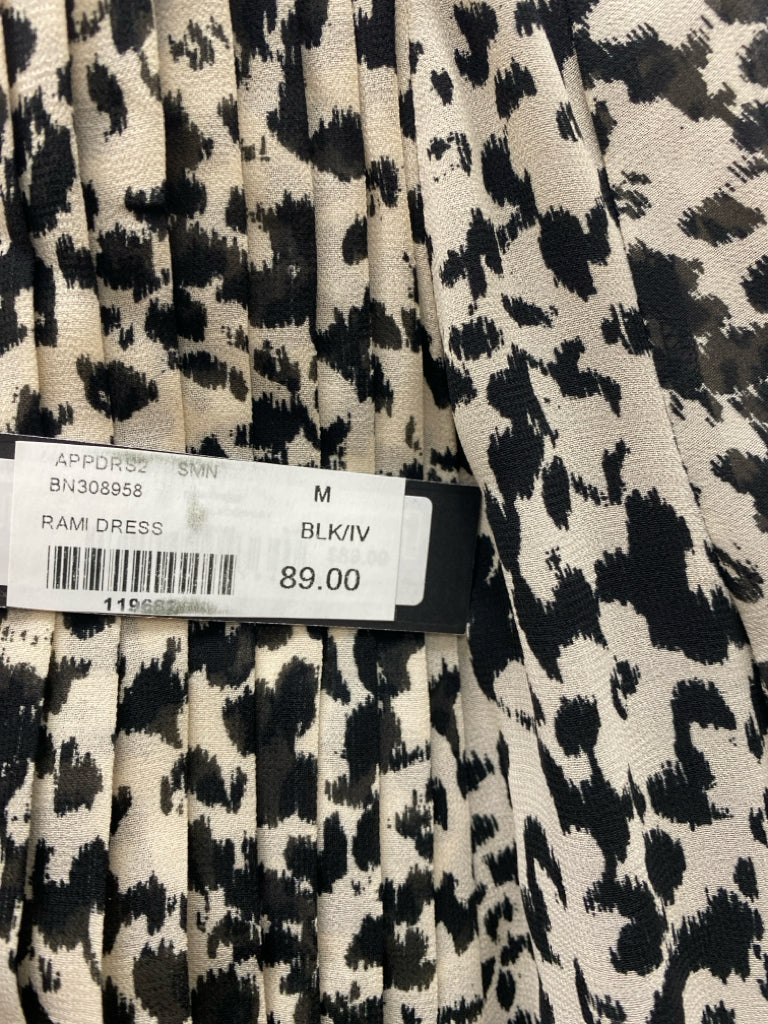 APPDRS2 SMN
BN308958 M
RAMI DRESS BLK/IV
89.00